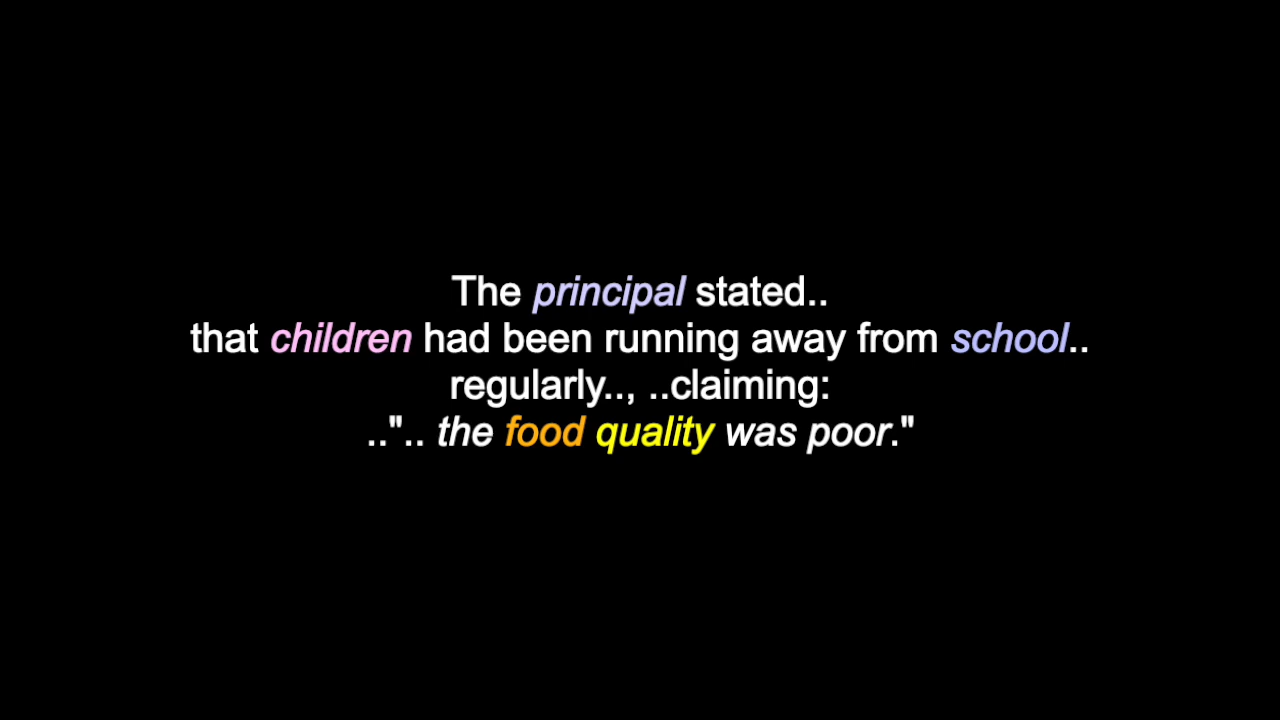 The principal stated..
that children had been running away from school..
regularly.., ..claiming:
..".. the food quality was poor."